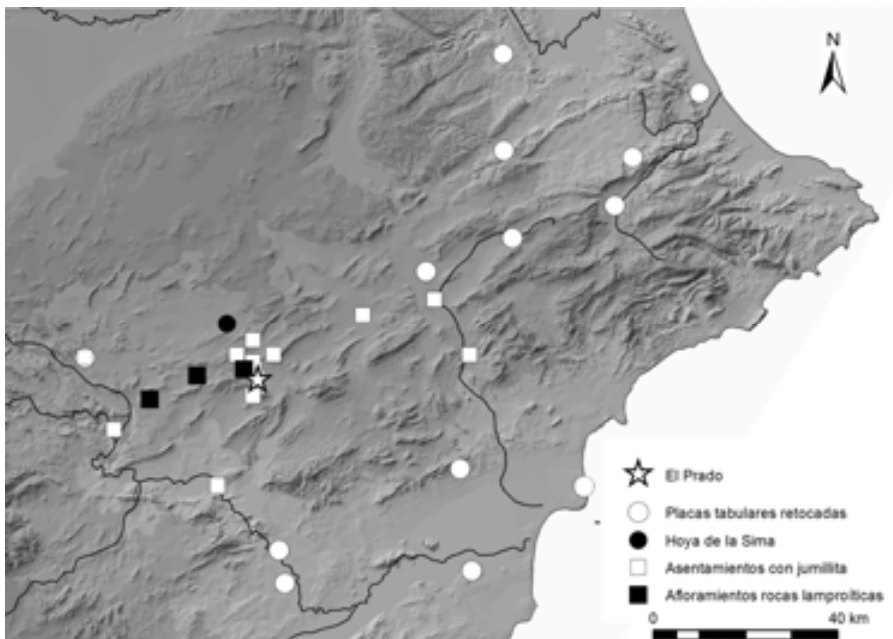 N
El Prado
Placas tabulares retocadas
Hoya de la Sima
Asentamientos con jumillita
Afloramientos rocas lamproíticas
0 40 km